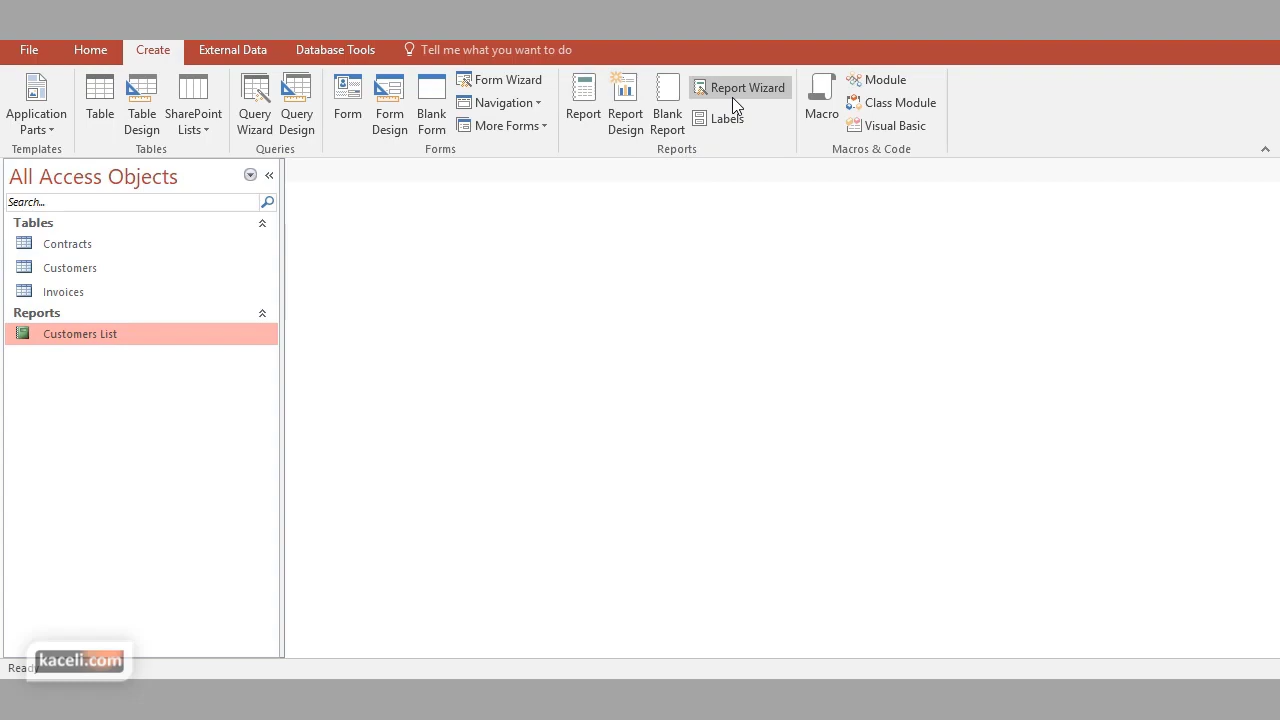 File Home Create External Data Database Tools Tell me what you want to do
Application Parts
Templates
Table
Table Design
SharePoint Lists
Tables
Query Wizard
Query Design
Queries
Form
Form Design
Blank Form
Form Wizard
Navigation
More Forms
Forms
Report
Report Design
Blank Report
Report Wizard
Labels
Reports
Macro
Module
Class Module
Visual Basic
Macros & Code
All Access Objects
Search...
Tables
Contracts
Customers
Invoices
Reports
Customers List
kaceli.com
Ready